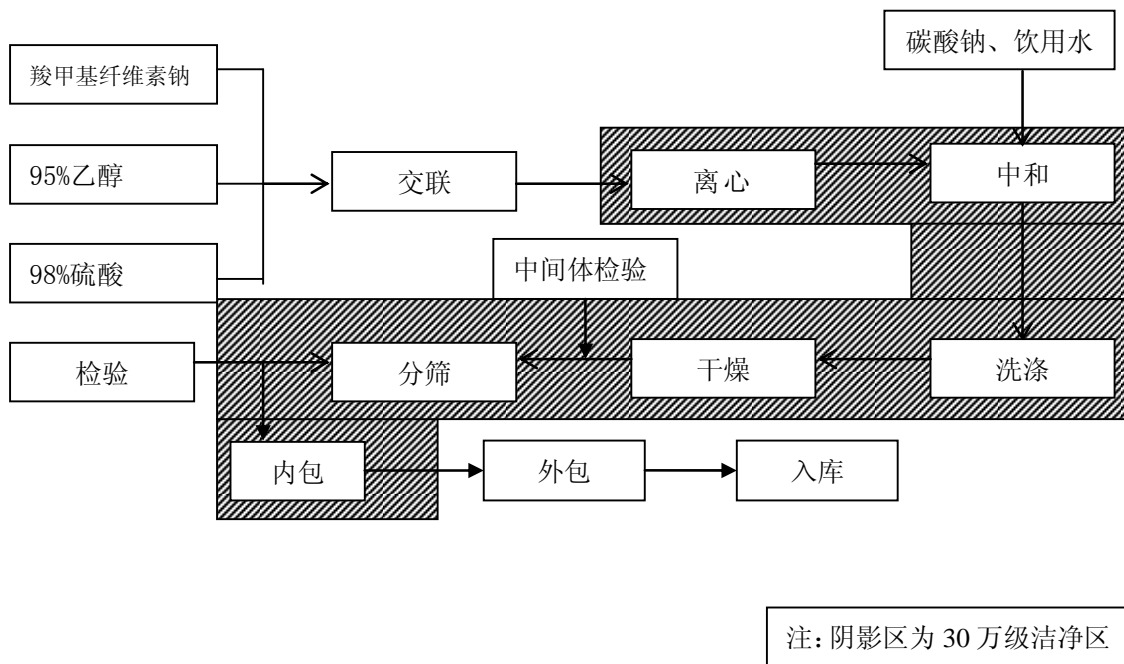 碳酸钠、饮用水
羧甲基纤维素钠
95%乙醇
交联
离心
中和
98%硫酸
中间体检验
检验
分筛
干燥
洗涤
内包
外包
入库
注：阴影区为 30 万级洁净区